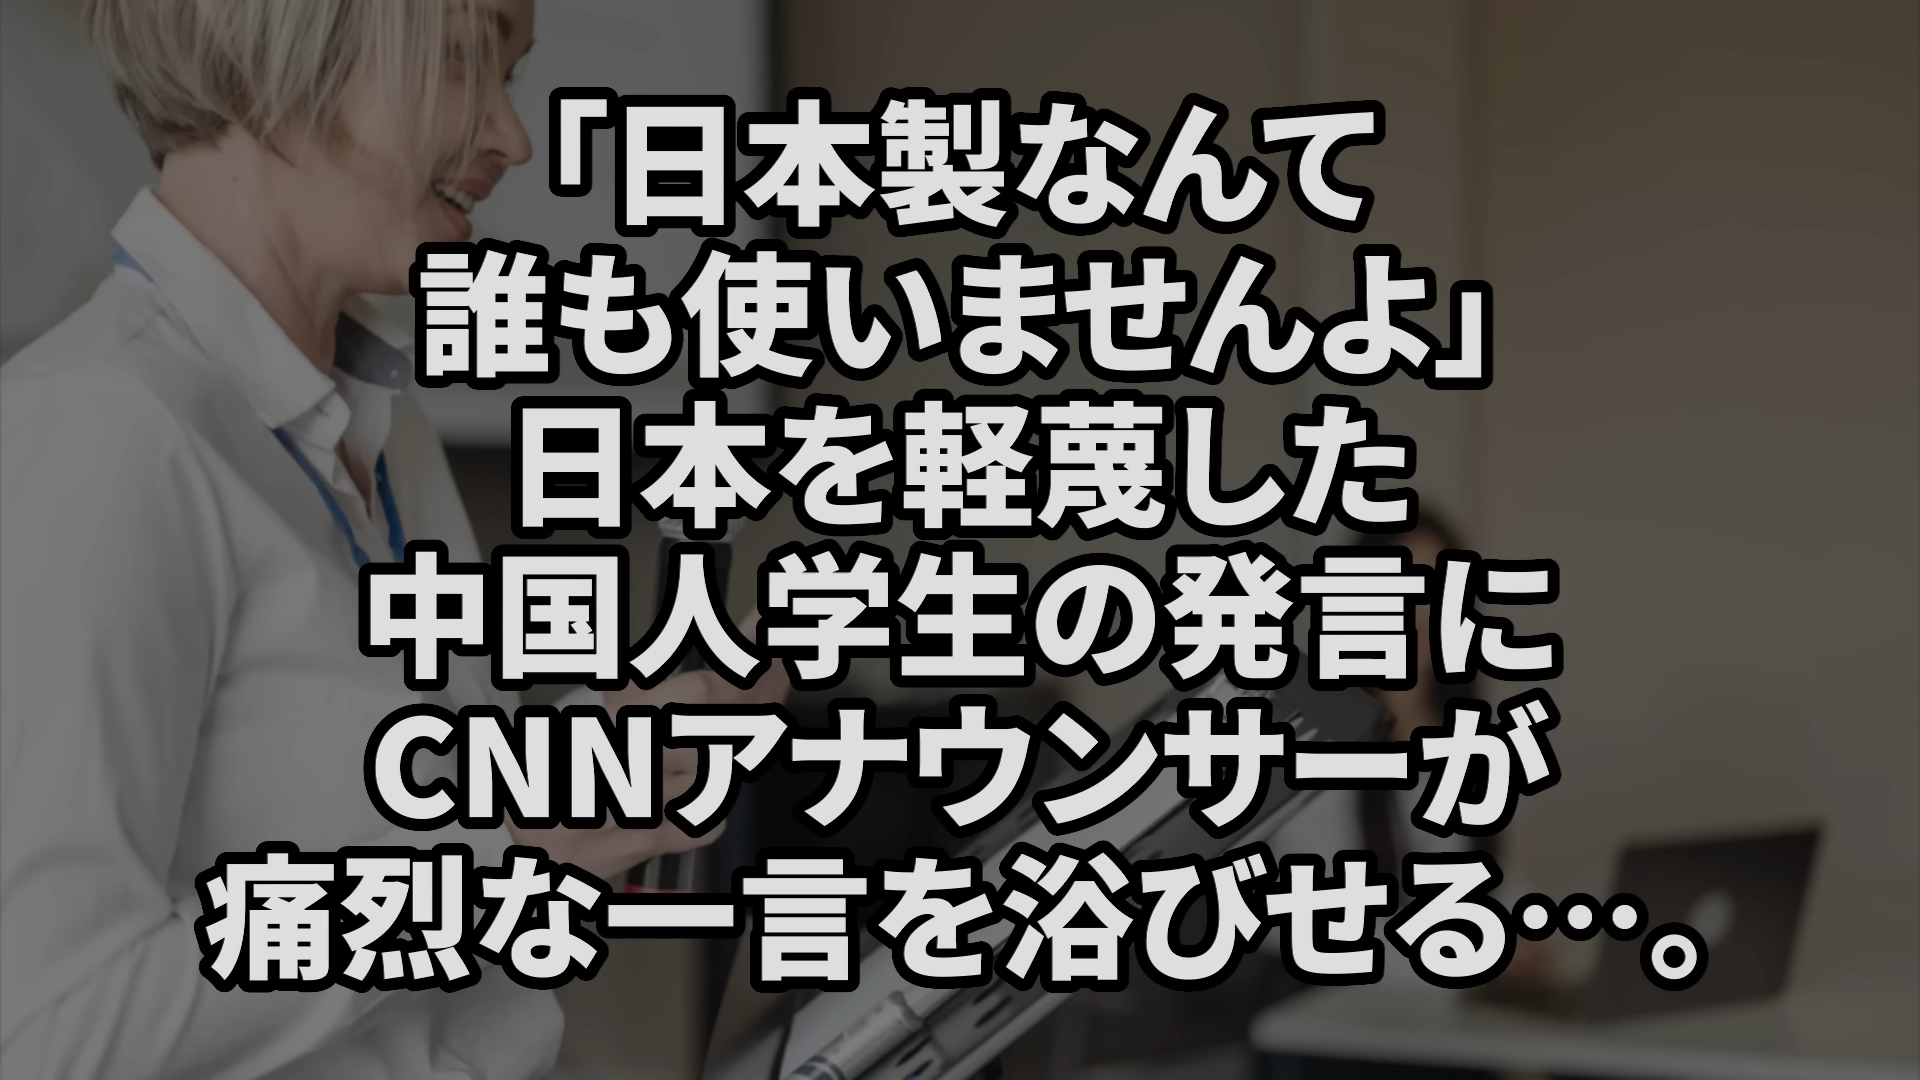 「日本製なんて
誰も使いませんよ」
日本を軽蔑した
中国人学生の発言に
CNNアナウンサーが
痛烈な一言を浴びせる…。